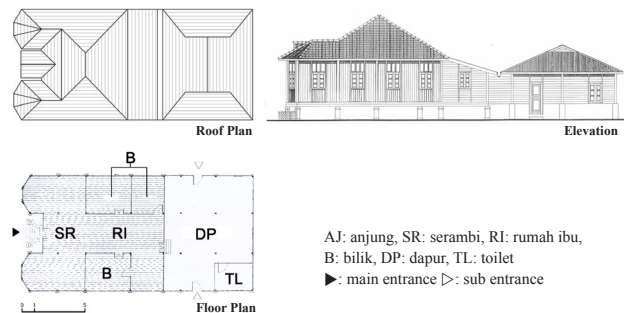 Roof Plan
Elevation
B
SR RI DP
B
TL
0 1 5
Floor Plan
AJ: anjung, SR: serambi, RI: rumah ibu,
B: bilik, DP: dapur, TL: toilet
▶: main entrance ▷: sub entrance